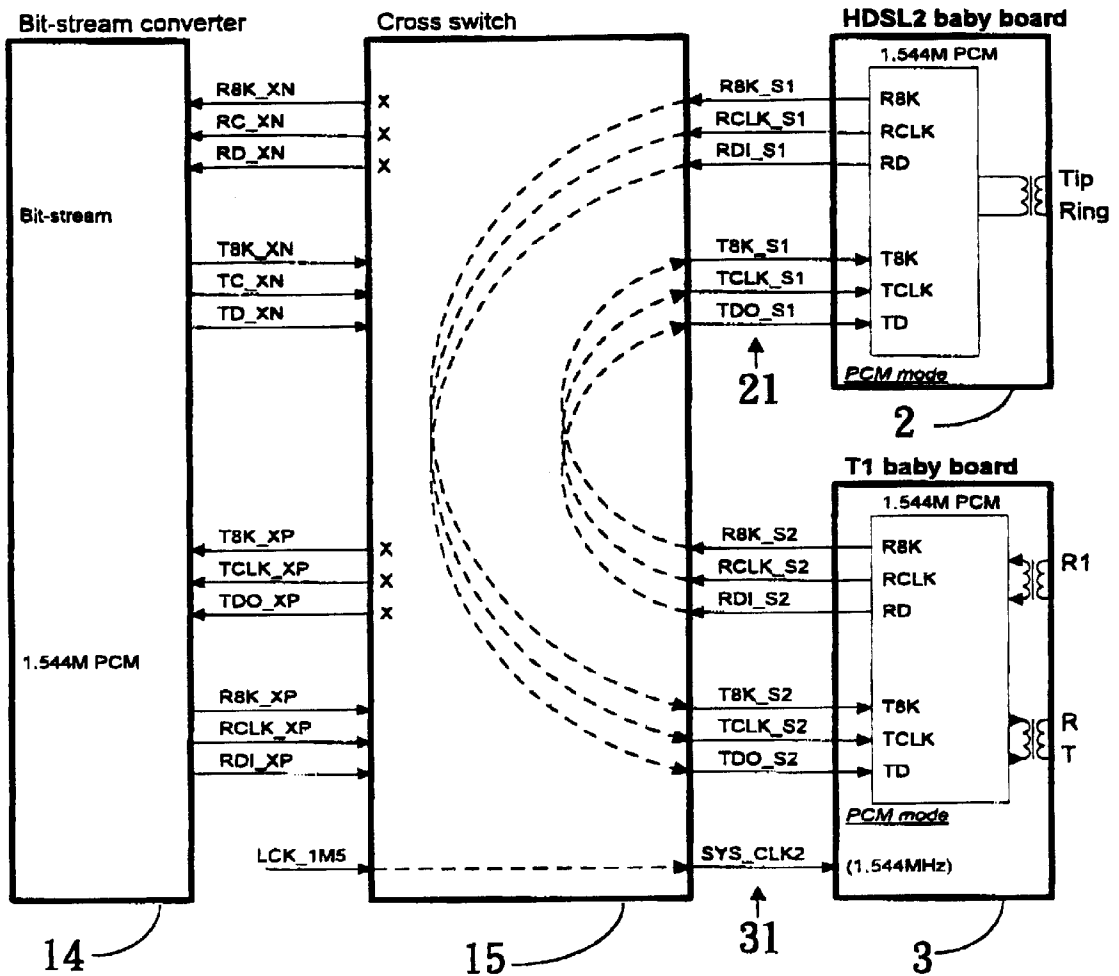 Bit-stream converter
Cross switch
HDSL2 baby board
1.544M PCM
R8K_XN
X
R8K_S1
R8K
RC_XN
X
RCLK_S1
RCLK
RD_XN
X
RDI_S1
RD
Tip
Ring
Bit-stream
T8K_XN
T8K_S1
T8K
TC_XN
TCLK_S1
TCLK
TD_XN
TDO_S1
TD
PCM mode
21
2
T1 baby board
1.544M PCM
T8K_XP
X
R8K_S2
R8K
R1
TCLK_XP
X
RCLK_S2
RCLK
TDO_XP
X
RDI_S2
RD
1.544M PCM
R8K_XP
T8K_S2
T8K
R
RCLK_XP
TCLK_S2
TCLK
T
RDI_XP
TDO_S2
TD
PCM mode
LCK_1M5
SYS_CLK2
(1.544MHz)
14
15
31
3